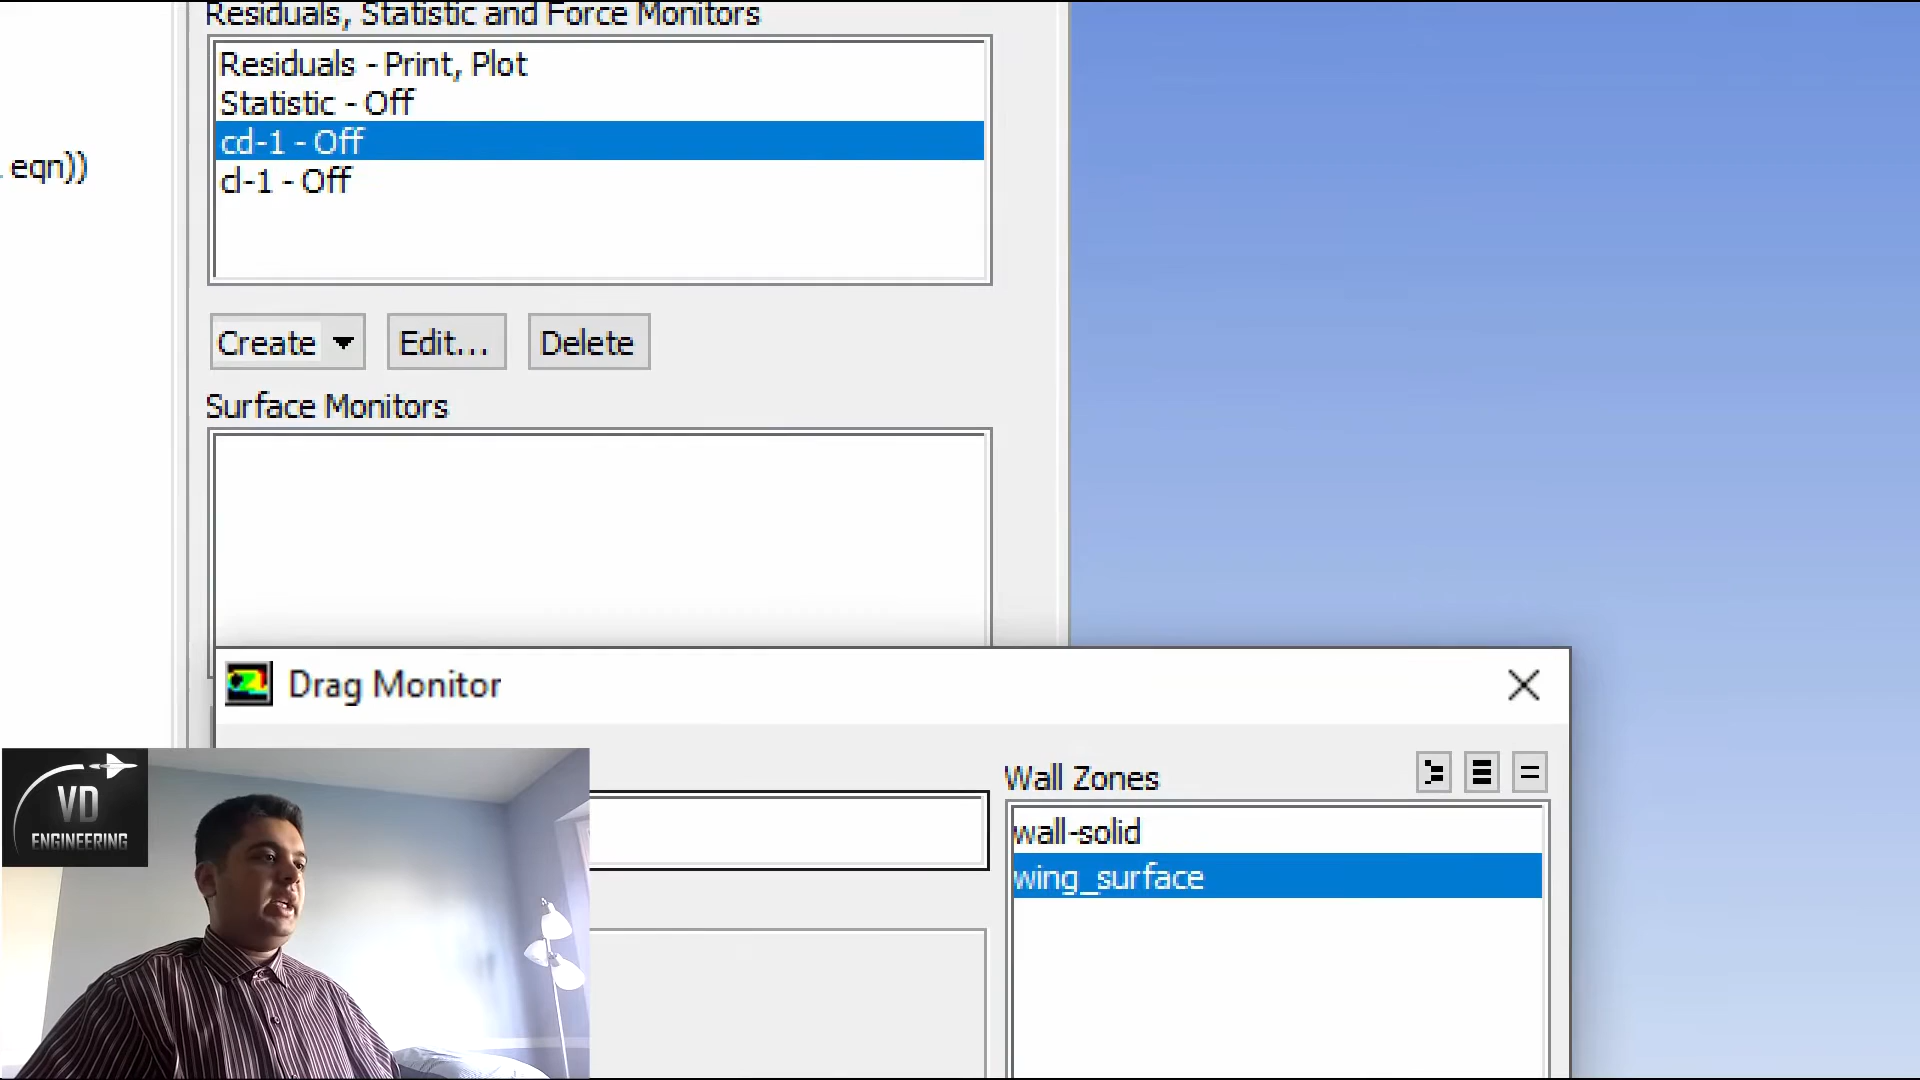 Residuals, Statistic and Force Monitors
Residuals - Print, Plot
Statistic - Off
cd-1 - Off
eqn))
d-1 - Off
Create
Edit...
Delete
Surface Monitors
Drag Monitor
Wall Zones
wall-solid
wing_surface
VD
ENGINEERING